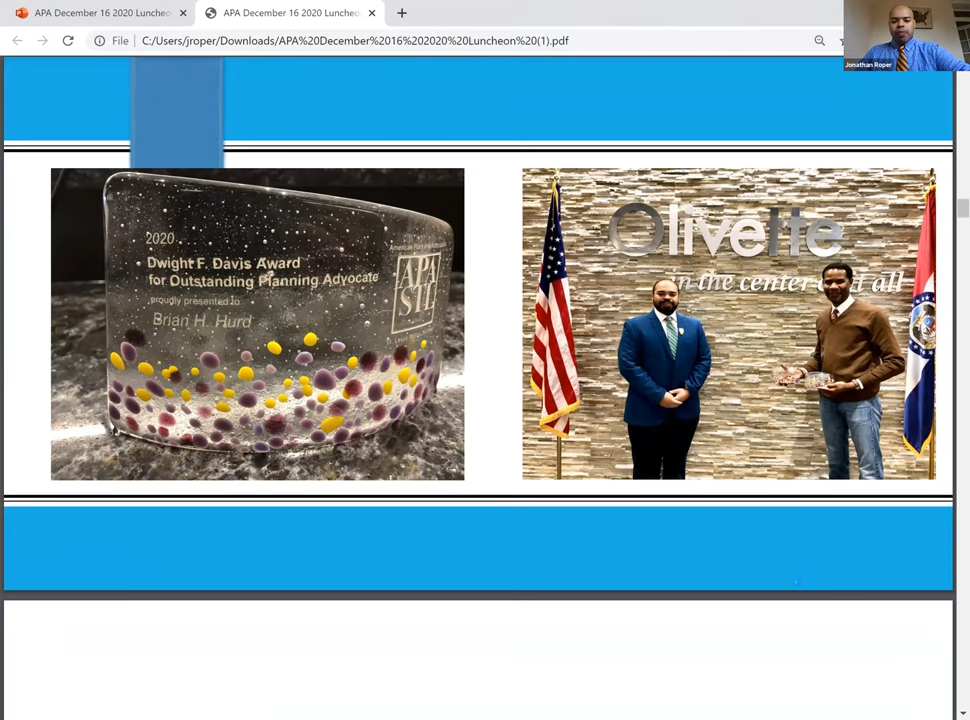 APA December 16 2020 Luncheo
APA December 16 2020 Luncheo
File
C:/Users/jroper/Downloads/APA%20December%2016%202020%20Luncheon%20(1).pdf
Jonathan Roper
2020
Dwight F. Davis Award
for Outstanding Planning Advocate
proudly presented to
Brian H. Hurd
American Planning
APA
STL
Olivette
in the center of all